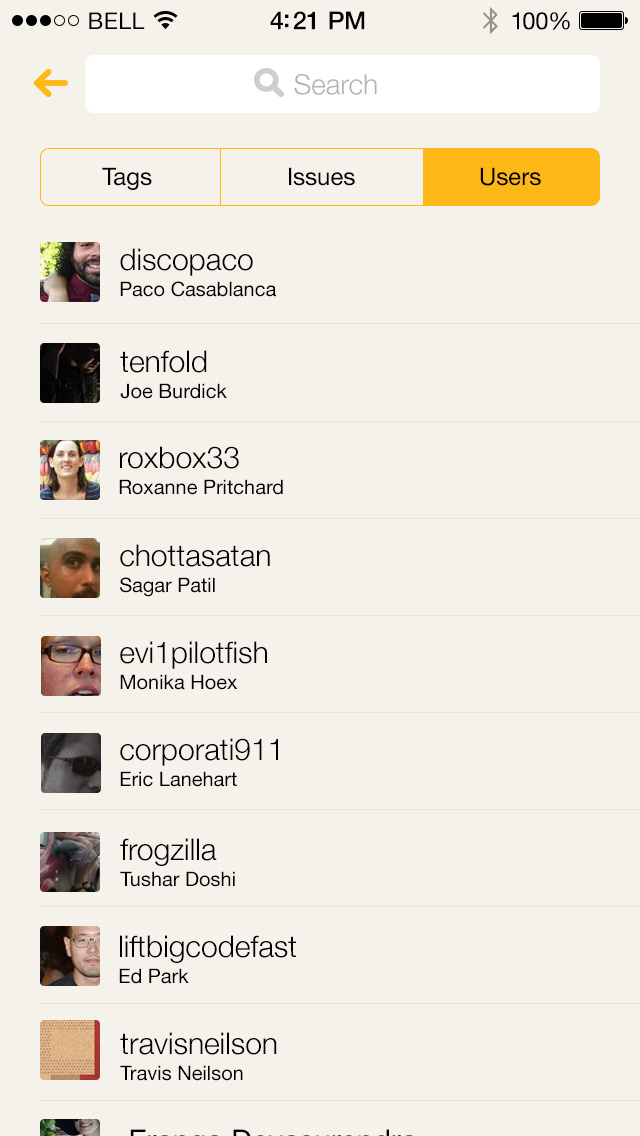 BELL 4:21 PM 100%
Search
Tags Issues Users
discopaco
Paco Casablanca
tenfold
Joe Burdick
roxbox33
Roxanne Pritchard
chottasatan
Sagar Patil
evi1pilotfish
Monika Hoex
corporati911
Eric Lanehart
frogzilla
Tushar Doshi
liftbigcodefast
Ed Park
travisneilson
Travis Neilson